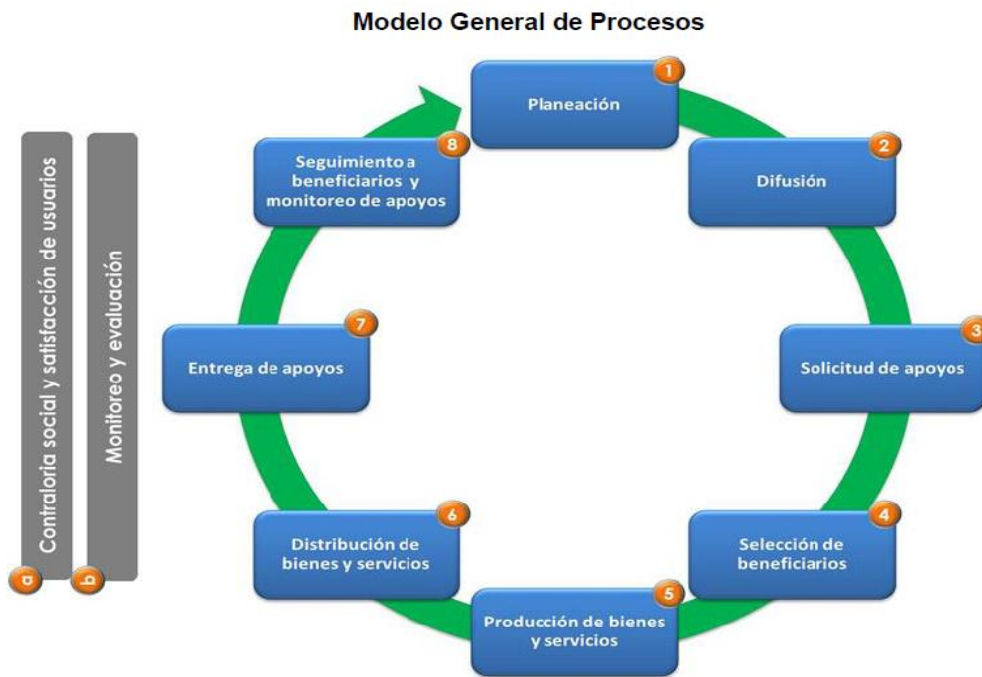 Modelo General de Procesos
1
Planeación
2
Difusión
3
Solicitud de apoyos
4
Selección de
beneficiarios
5
Producción de bienes
y servicios
6
Distribución de
bienes y servicios
7
Entrega de apoyos
8
Seguimiento a
beneficiarios y
monitoreo de apoyos
a
Contraloria social y satisfacción de usuarios
b
Monitoreo y evaluación